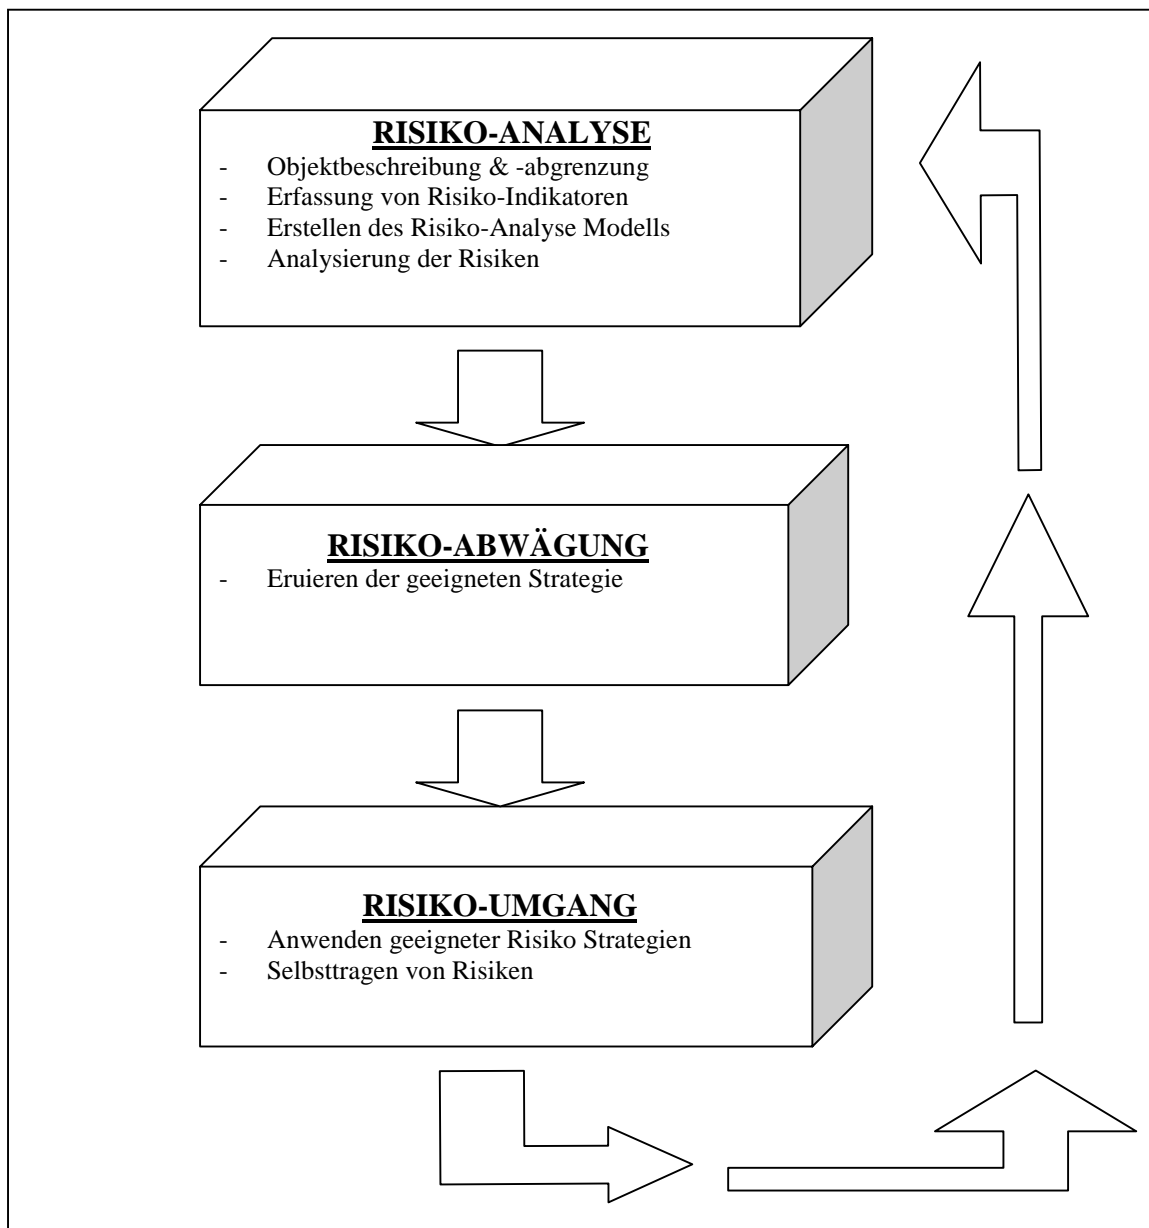 RISIKO-ANALYSE
- Objektbeschreibung & -abgrenzung
- Erfassung von Risiko-Indikatoren
- Erstellen des Risiko-Analyse Modells
- Analysierung der Risiken
RISIKO-ABWÄGUNG
- Eruieren der geeigneten Strategie
RISIKO-UMGANG
- Anwenden geeigneter Risiko Strategien
- Selbsttragen von Risiken